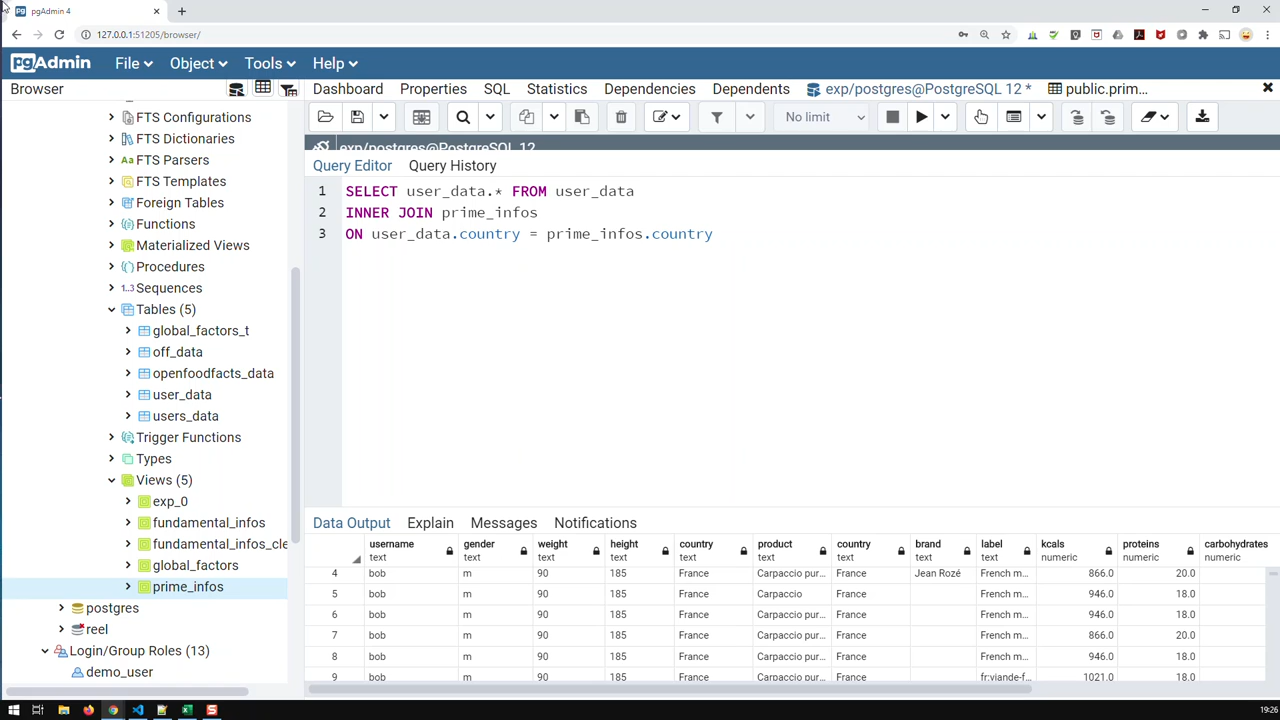 pgAdmin 4
127.0.0.1:51205/browser/
pgAdmin File Object Tools Help
Browser
Dashboard Properties SQL Statistics Dependencies Dependents exp/postgres@PostgreSQL 12 * public.prim...
No limit
exp/postgres@PostgreSQL 12
Query Editor Query History
1 SELECT user_data.* FROM user_data
2 INNER JOIN prime_infos
3 ON user_data.country = prime_infos.country
FTS Configurations
FTS Dictionaries
Aa FTS Parsers
FTS Templates
Foreign Tables
Functions
Materialized Views
Procedures
1..3 Sequences
Tables (5)
global_factors_t
off_data
openfoodfacts_data
user_data
users_data
Trigger Functions
Types
Views (5)
exp_0
fundamental_infos
fundamental_infos_cle
global_factors
prime_infos
postgres
reel
Login/Group Roles (13)
demo_user
Data Output Explain Messages Notifications
username gender weight height country product country brand label kcals proteins carbohydrates
text text text text text text text text text numeric numeric numeric
4 bob m 90 185 France Carpaccio pur... France Jean Rozé French m... 866.0 20.0
5 bob m 90 185 France Carpaccio France French m... 946.0 18.0
6 bob m 90 185 France Carpaccio pur... France French m... 946.0 18.0
7 bob m 90 185 France Carpaccio pur... France French m... 866.0 20.0
8 bob m 90 185 France Carpaccio pur... France French m... 946.0 18.0
9 bob m 90 185 France Carpaccio pur... France fr:viande-f... 1021.0 18.0
19:26